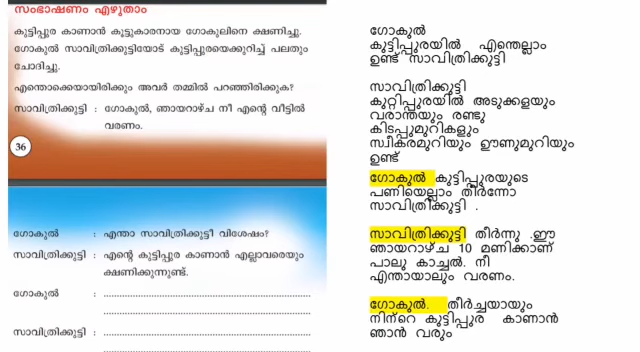 സംഭാഷണം എഴുതാം
കുട്ടിപ്പുര കാണാൻ കൂട്ടുകാരനായ ഗോകുലിനെ ക്ഷണിച്ചു.
ഗോകുൽ സാവിത്രിക്കുട്ടിയോട് കുട്ടിപ്പുരയെക്കുറിച്ച് പലതും
ചോദിച്ചു.
എന്തൊക്കെയായിരിക്കും അവർ തമ്മിൽ പറഞ്ഞിരിക്കുക?
സാവിത്രിക്കുട്ടി : ഗോകുൽ, ഞായറാഴ്ച നീ എന്റെ വീട്ടിൽ
വരണം.
36
ഗോകുൽ : എന്താ സാവിത്രിക്കുട്ടീ വിശേഷം?
സാവിത്രിക്കുട്ടി : എന്റെ കുട്ടിപ്പുര കാണാൻ എല്ലാവരെയും
ക്ഷണിക്കുന്നുണ്ട്.
ഗോകുൽ : ..................................................
..................................................
സാവിത്രിക്കുട്ടി : ..................................................
..................................................
ഗോകുൽ
കുട്ടിപ്പുരയിൽ എന്തെല്ലാം
ഉണ്ട് സാവിത്രിക്കുട്ടി
സാവിത്രിക്കുട്ടി
കുറ്റിപ്പുരയിൽ അടുക്കളയും
വരാന്തയും രണ്ടു
കിടപ്പുമുറികളും
സ്വീകരമുറിയും ഊണുമുറിയും
ഉണ്ട്
ഗോകുൽ കുട്ടിപ്പുരയുടെ
പണിയെല്ലാം തീർന്നോ
സാവിത്രിക്കുട്ടി .
സാവിത്രിക്കുട്ടി തീർന്നു .ഈ
ഞായറാഴ്ച 10 മണിക്കാണ്
പാലു കാച്ചൽ. നീ
എന്തായാലും വരണം.
ഗോകുൽ. തീർച്ചയായും
നിന്റെ കുട്ടിപ്പുര കാണാൻ
ഞാൻ വരും